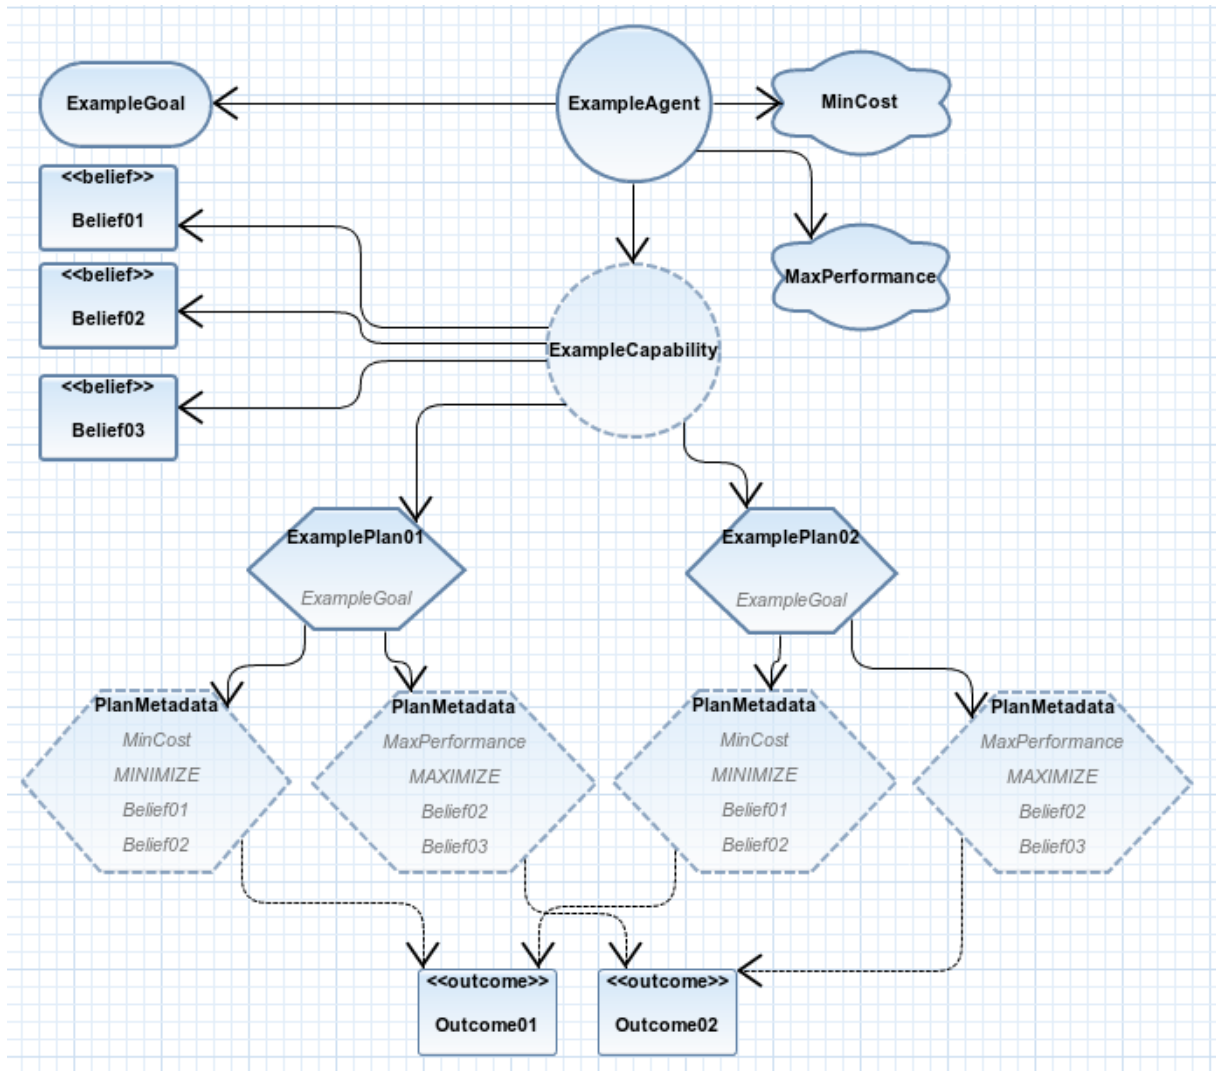 ExampleGoal
ExampleAgent
MinCost
<<belief>>
Belief01
<<belief>>
Belief02
MaxPerformance
ExampleCapability
<<belief>>
Belief03
ExamplePlan01
ExampleGoal
ExamplePlan02
ExampleGoal
PlanMetadata
MinCost
MINIMIZE
Belief01
Belief02
PlanMetadata
MaxPerformance
MAXIMIZE
Belief02
Belief03
PlanMetadata
MinCost
MINIMIZE
Belief01
Belief02
PlanMetadata
MaxPerformance
MAXIMIZE
Belief02
Belief03
<<outcome>>
Outcome01
<<outcome>>
Outcome02